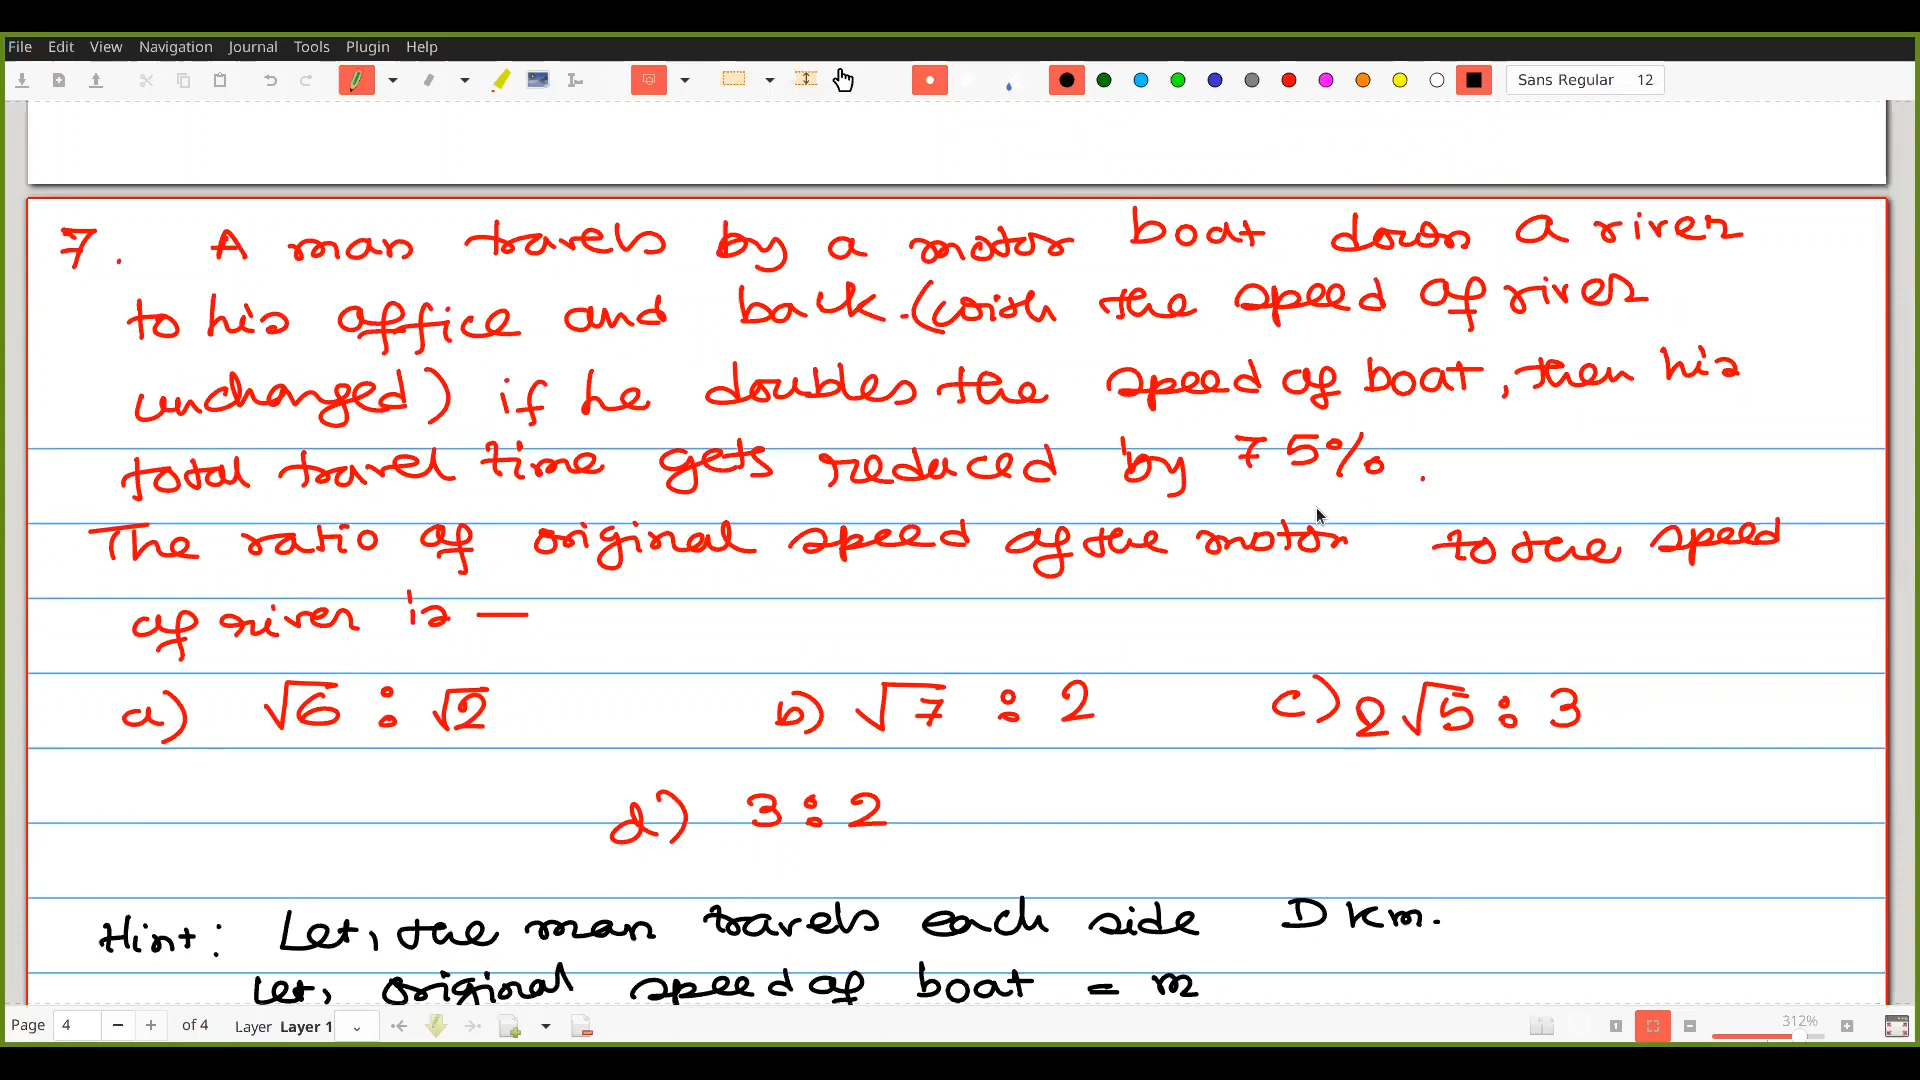 File Edit View Navigation Journal Tools Plugin Help
Sans Regular 12
7. A man travels by a motor boat down a river
to his office and back. (with the speed of river
unchanged) if he doubles the speed of boat, then his
total travel time gets reduced by 75%.
The ratio of original speed of the motor to the speed
of river is —
a) √6 : √2 b) √7 : 2 c) 2√5 : 3
d) 3 : 2
Hint: Let, the man travels each side D km.
Let, original speed of boat = m
Page 4 of 4 Layer Layer 1 312%